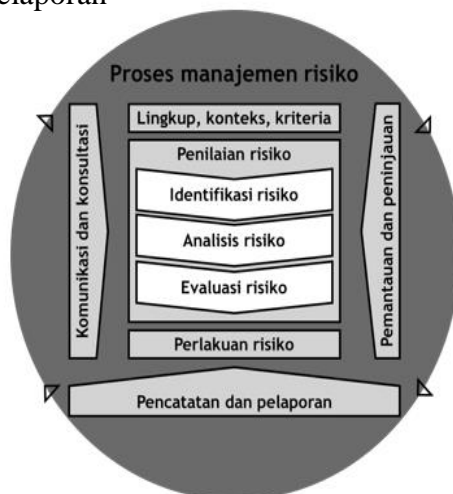 elaporan
Proses manajemen risiko
Lingkup, konteks, kriteria
Penilaian risiko
Identifikasi risiko
Analisis risiko
Evaluasi risiko
Perlakuan risiko
Komunikasi dan konsultasi
Pemantauan dan peninjauan
Pencatatan dan pelaporan